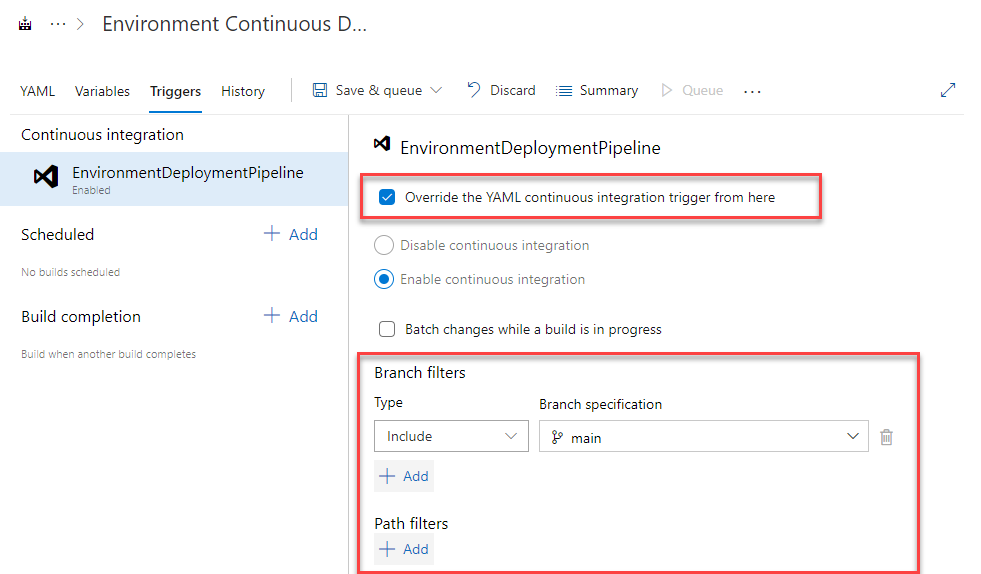 ... > Environment Continuous D...
YAML Variables Triggers History Save & queue Discard Summary Queue ...
Continuous integration
EnvironmentDeploymentPipeline
Enabled
Scheduled + Add
No builds scheduled
Build completion + Add
Build when another build completes
EnvironmentDeploymentPipeline
Override the YAML continuous integration trigger from here
Disable continuous integration
Enable continuous integration
Batch changes while a build is in progress
Branch filters
Type Branch specification
Include main
+ Add
Path filters
+ Add